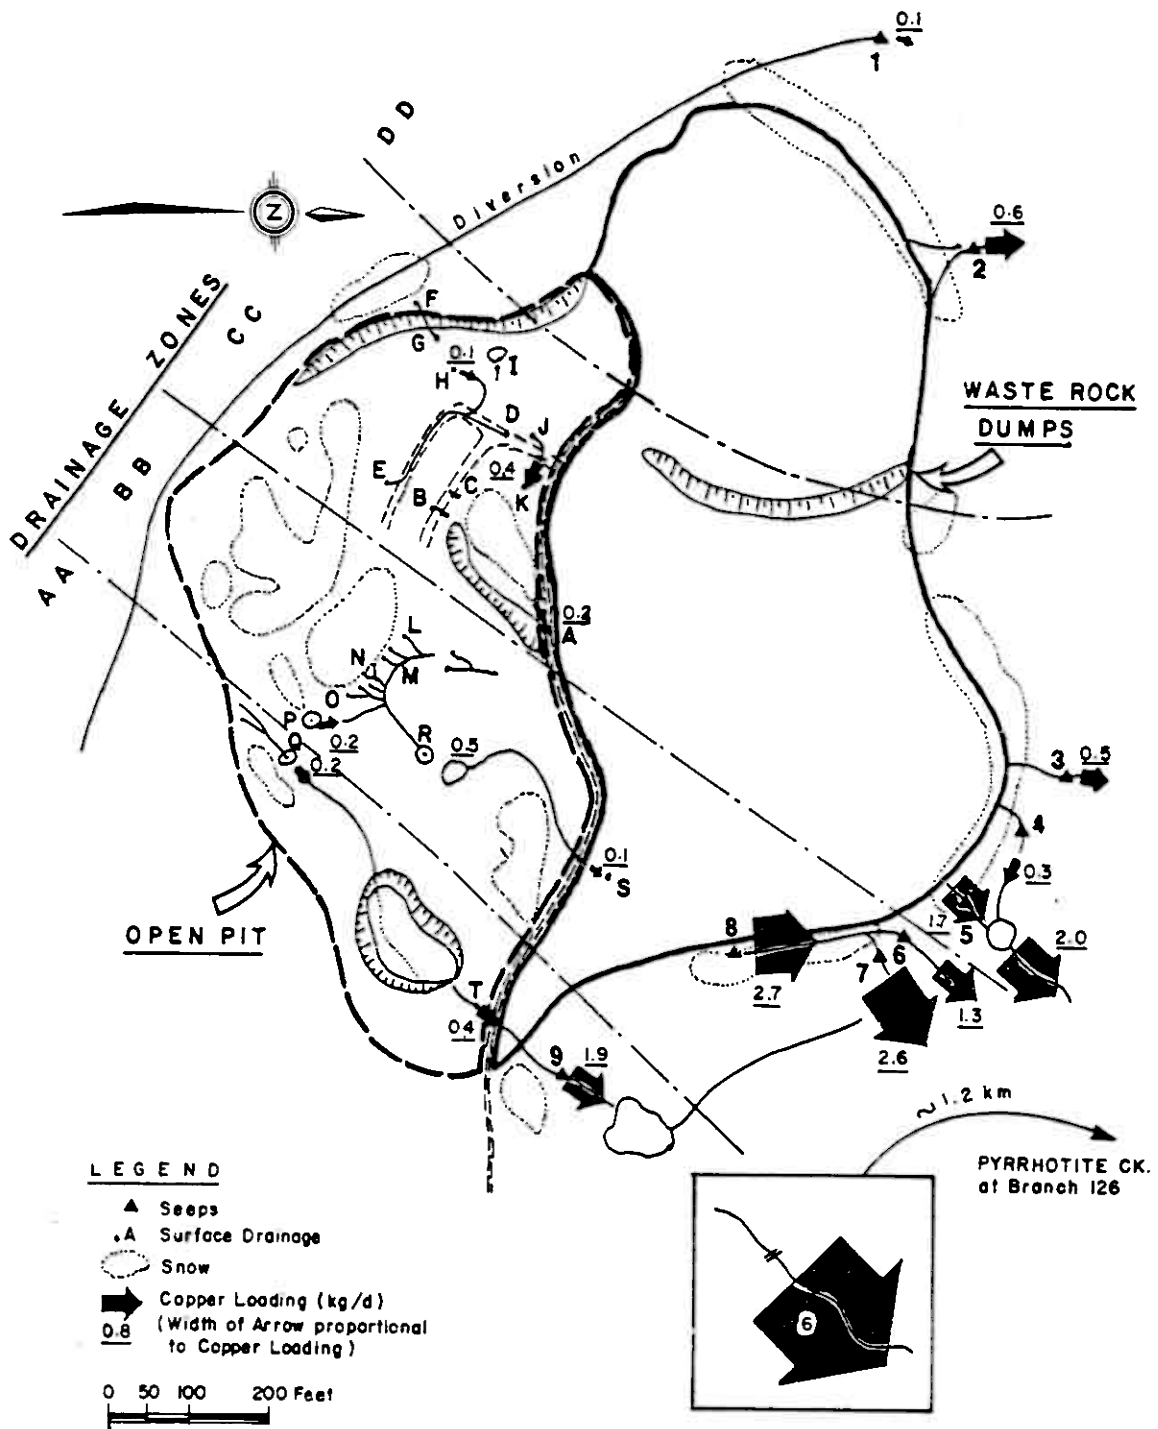 0.1
1
DD
Diversion
N
0.6
2
DRAINAGE ZONES
CC
BB
AA
F
G
0.1
H
I
WASTE ROCK
DUMPS
D
J
E
0.4
C
B
K
0.2
A
L
N
M
O
P
Q
0.2
0.2
R
0.5
3
0.5
4
0.1
S
0.3
OPEN PIT
8
1.7
5
2.0
6
7
2.7
1.3
T
0.4
2.6
9
1.9
~1.2 km
PYRRHOTITE CK.
at Branch 126
6
LEGEND
Seeps
.A Surface Drainage
Snow
Copper Loading (kg/d)
0.8 (Width of Arrow proportional
to Copper Loading)
0 50 100 200 Feet